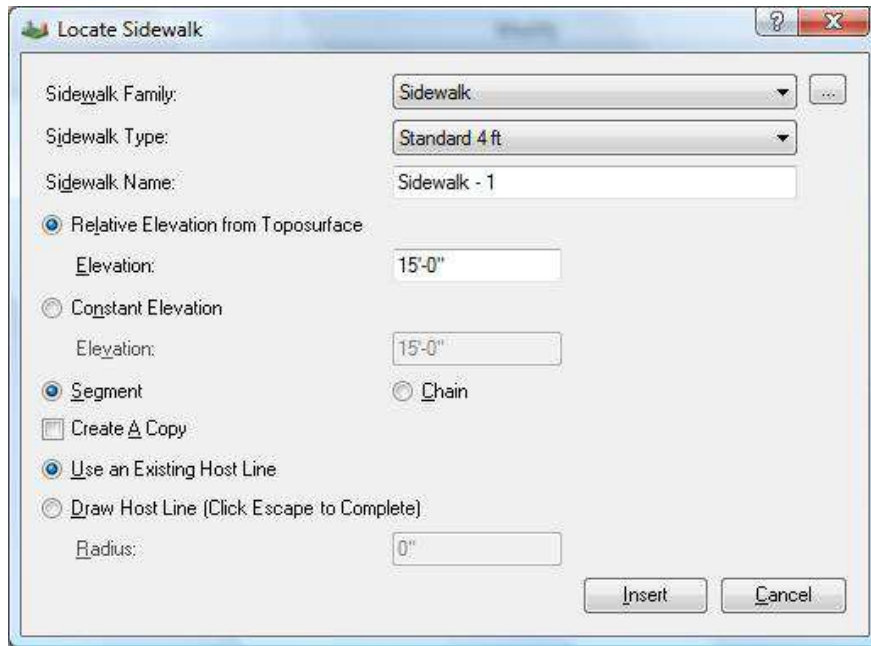 Locate Sidewalk
Sidewalk Family: Sidewalk ...
Sidewalk Type: Standard 4 ft
Sidewalk Name: Sidewalk - 1
Relative Elevation from Toposurface
Elevation: 15'-0"
Constant Elevation
Elevation: 15'-0"
Segment Chain
Create A Copy
Use an Existing Host Line
Draw Host Line (Click Escape to Complete)
Radius: 0"
Insert Cancel